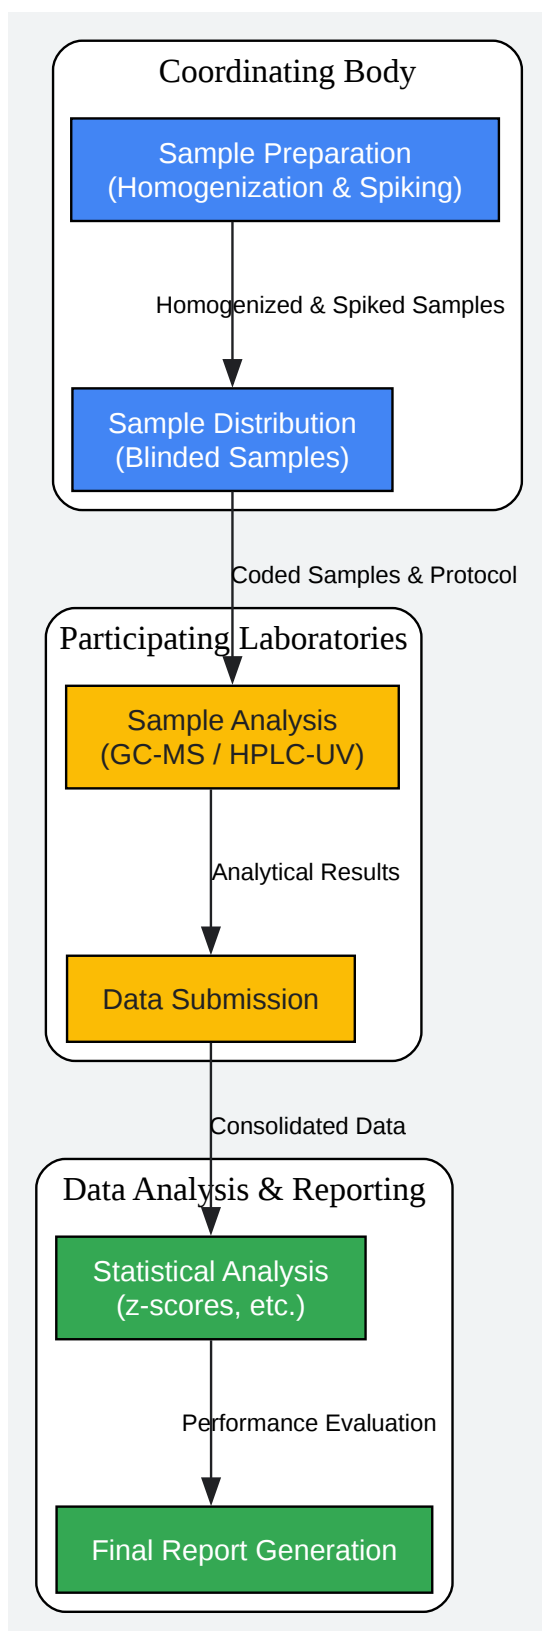 Coordinating Body
Sample Preparation
(Homogenization & Spiking)
Homogenized & Spiked Samples
Sample Distribution
(Blinded Samples)
Coded Samples & Protocol
Participating Laboratories
Sample Analysis
(GC-MS / HPLC-UV)
Analytical Results
Data Submission
Consolidated Data
Data Analysis & Reporting
Statistical Analysis
(z-scores, etc.)
Performance Evaluation
Final Report Generation